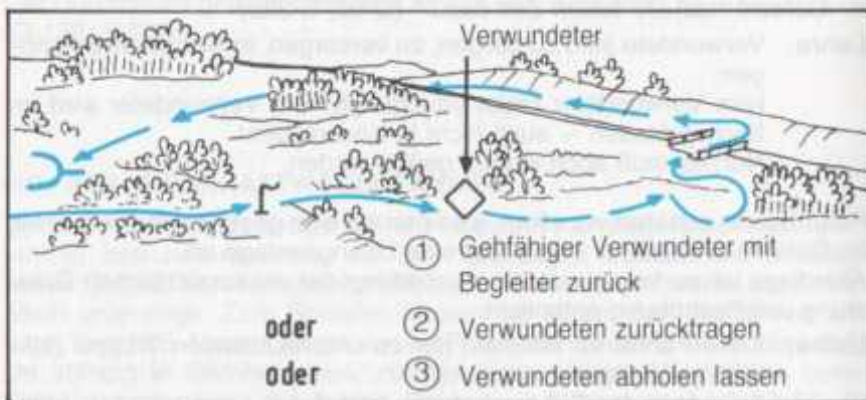 Verwundeter
① Gehfähiger Verwundeter mit
Begleiter zurück
oder ② Verwundeten zurücktragen
oder ③ Verwundeten abholen lassen